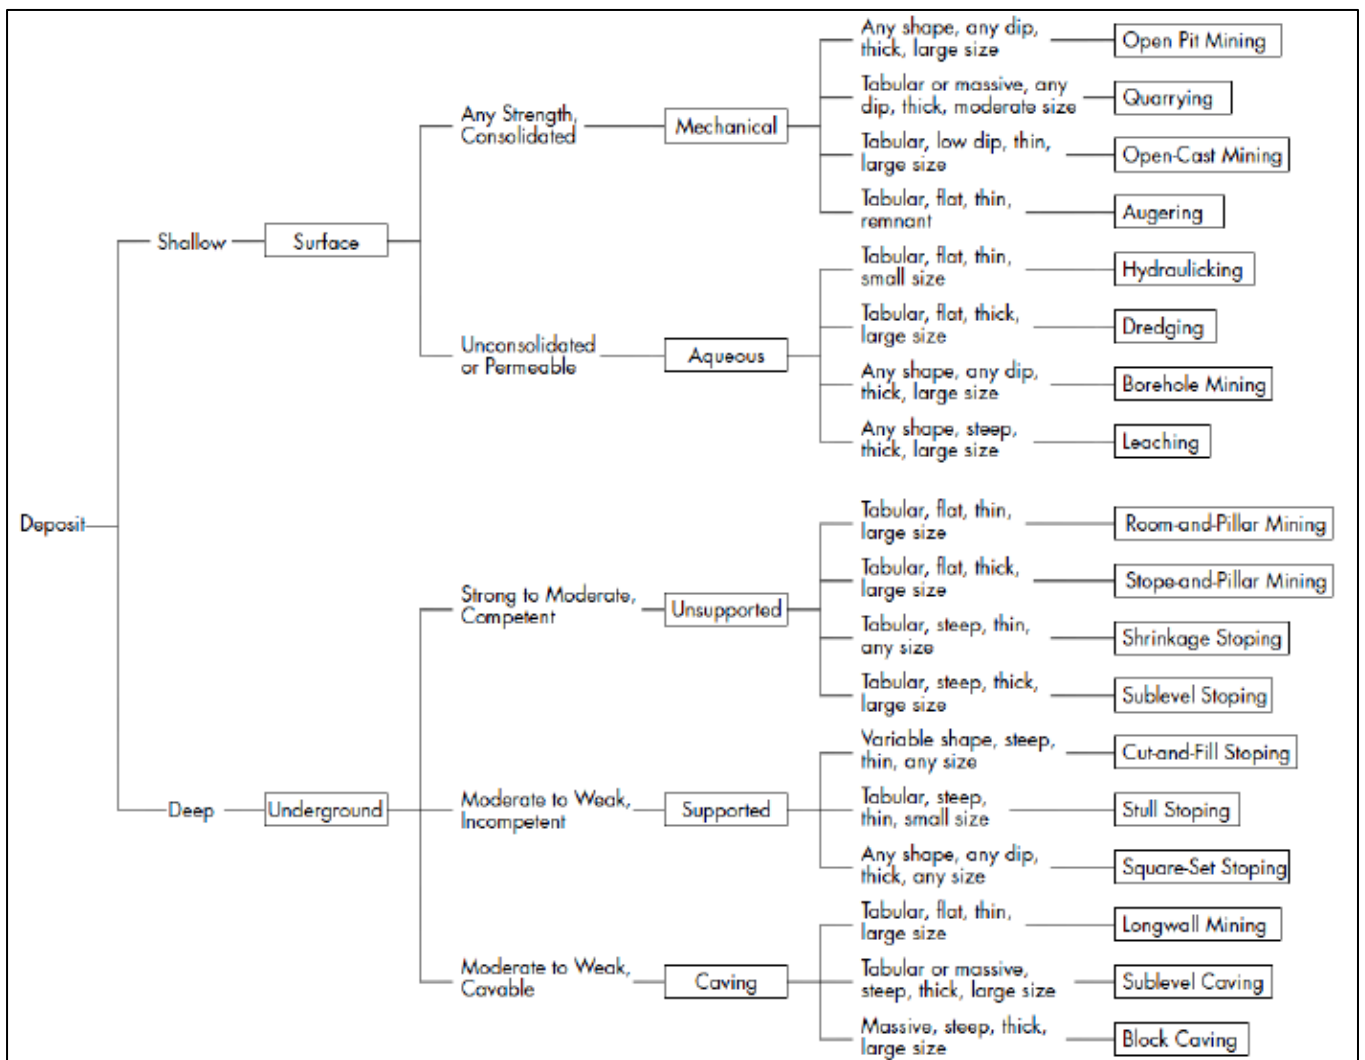 Deposit
Shallow
Surface
Any Strength,
Consolidated
Mechanical
Any shape, any dip,
thick, large size
Open Pit Mining
Tabular or massive, any
dip, thick, moderate size
Quarrying
Tabular, low dip, thin,
large size
Open-Cast Mining
Tabular, flat, thin,
remnant
Augering
Unconsolidated
or Permeable
Aqueous
Tabular, flat, thin,
small size
Hydraulicking
Tabular, flat, thick,
large size
Dredging
Any shape, any dip,
thick, large size
Borehole Mining
Any shape, steep,
thick, large size
Leaching
Deep
Underground
Strong to Moderate,
Competent
Unsupported
Tabular, flat, thin,
large size
Room-and-Pillar Mining
Tabular, flat, thick,
large size
Stope-and-Pillar Mining
Tabular, steep, thin,
any size
Shrinkage Stoping
Tabular, steep, thick,
large size
Sublevel Stoping
Moderate to Weak,
Incompetent
Supported
Variable shape, steep,
thin, any size
Cut-and-Fill Stoping
Tabular, steep,
thin, small size
Stull Stoping
Any shape, any dip,
thick, any size
Square-Set Stoping
Moderate to Weak,
Cavable
Caving
Tabular, flat, thin,
large size
Longwall Mining
Tabular or massive,
steep, thick, large size
Sublevel Caving
Massive, steep, thick,
large size
Block Caving